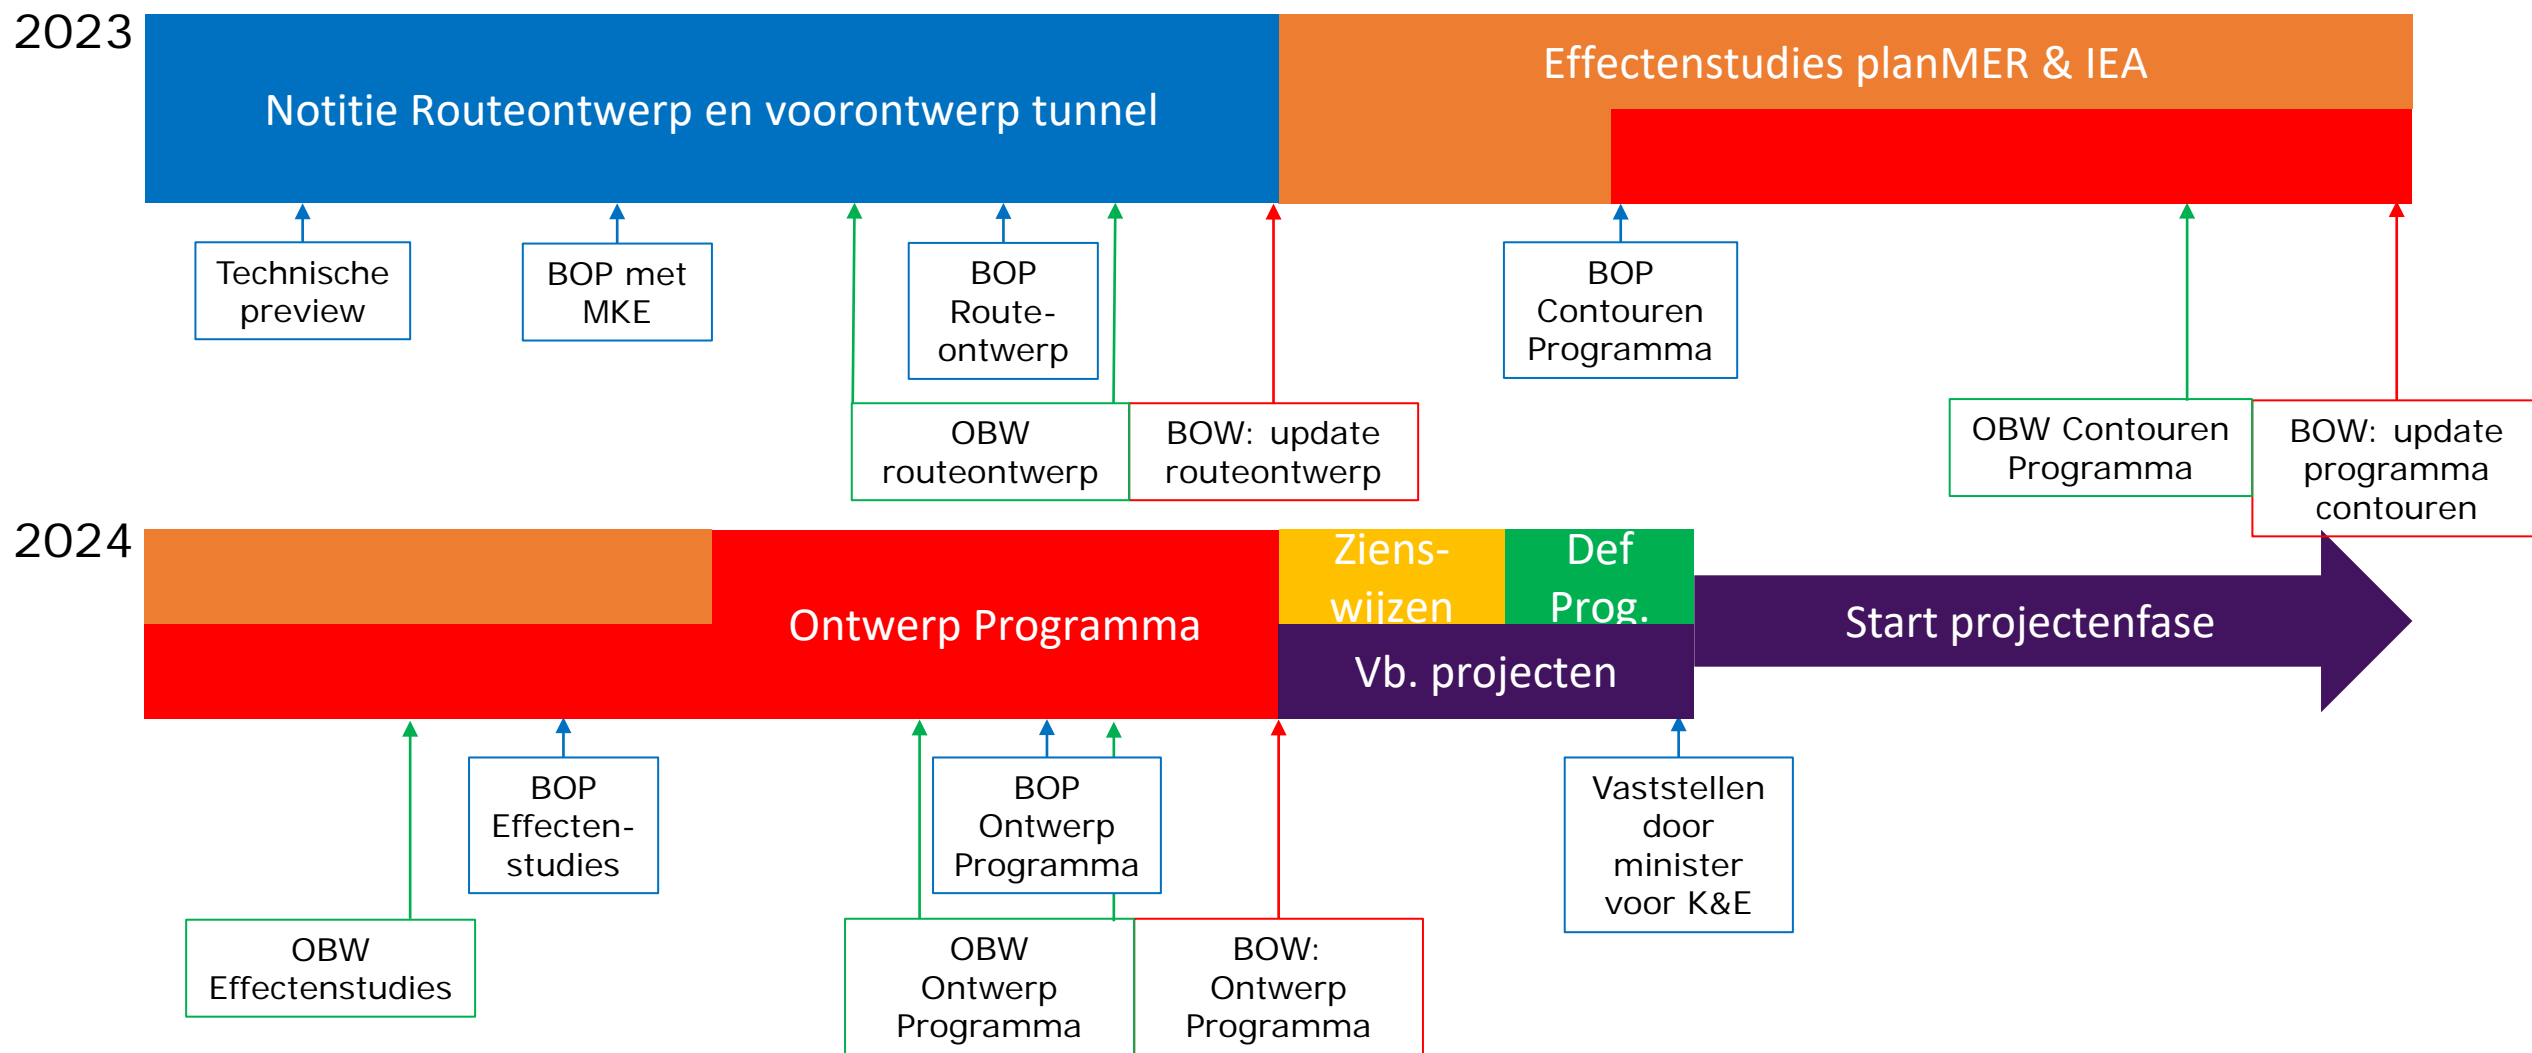 2023
Notitie Routeontwerp en voorontwerp tunnel
Effectenstudies planMER & IEA
Technische
preview
BOP met
MKE
BOP
Route-
ontwerp
BOP
Contouren
Programma
OBW
routeontwerp
BOW: update
routeontwerp
OBW Contouren
Programma
BOW: update
programma
contouren
2024
Ontwerp Programma
Ziens-
wijzen
Def
Prog.
Vb. projecten
Start projectenfase
BOP
Effecten-
studies
BOP
Ontwerp
Programma
Vaststellen
door
minister
voor K&E
OBW
Effectenstudies
OBW
Ontwerp
Programma
BOW:
Ontwerp
Programma